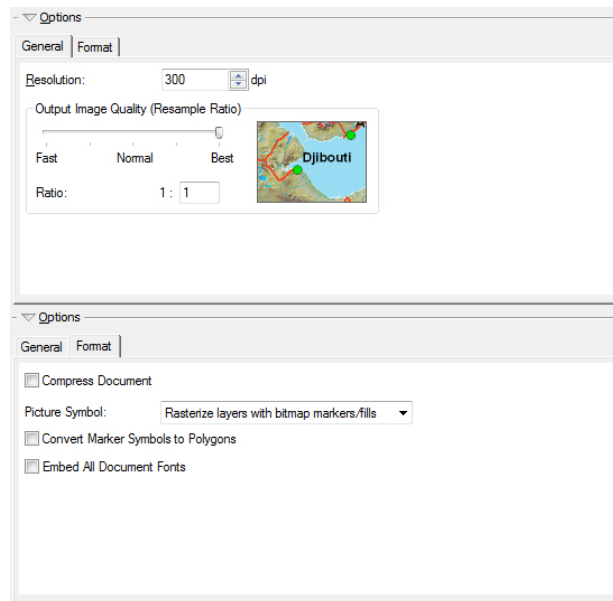 Options
General Format
Resolution: 300 dpi
Output Image Quality (Resample Ratio)
Fast Normal Best
Djibouti
Ratio: 1 : 1
Options
General Format
Compress Document
Picture Symbol: Rasterize layers with bitmap markers/fills
Convert Marker Symbols to Polygons
Embed All Document Fonts